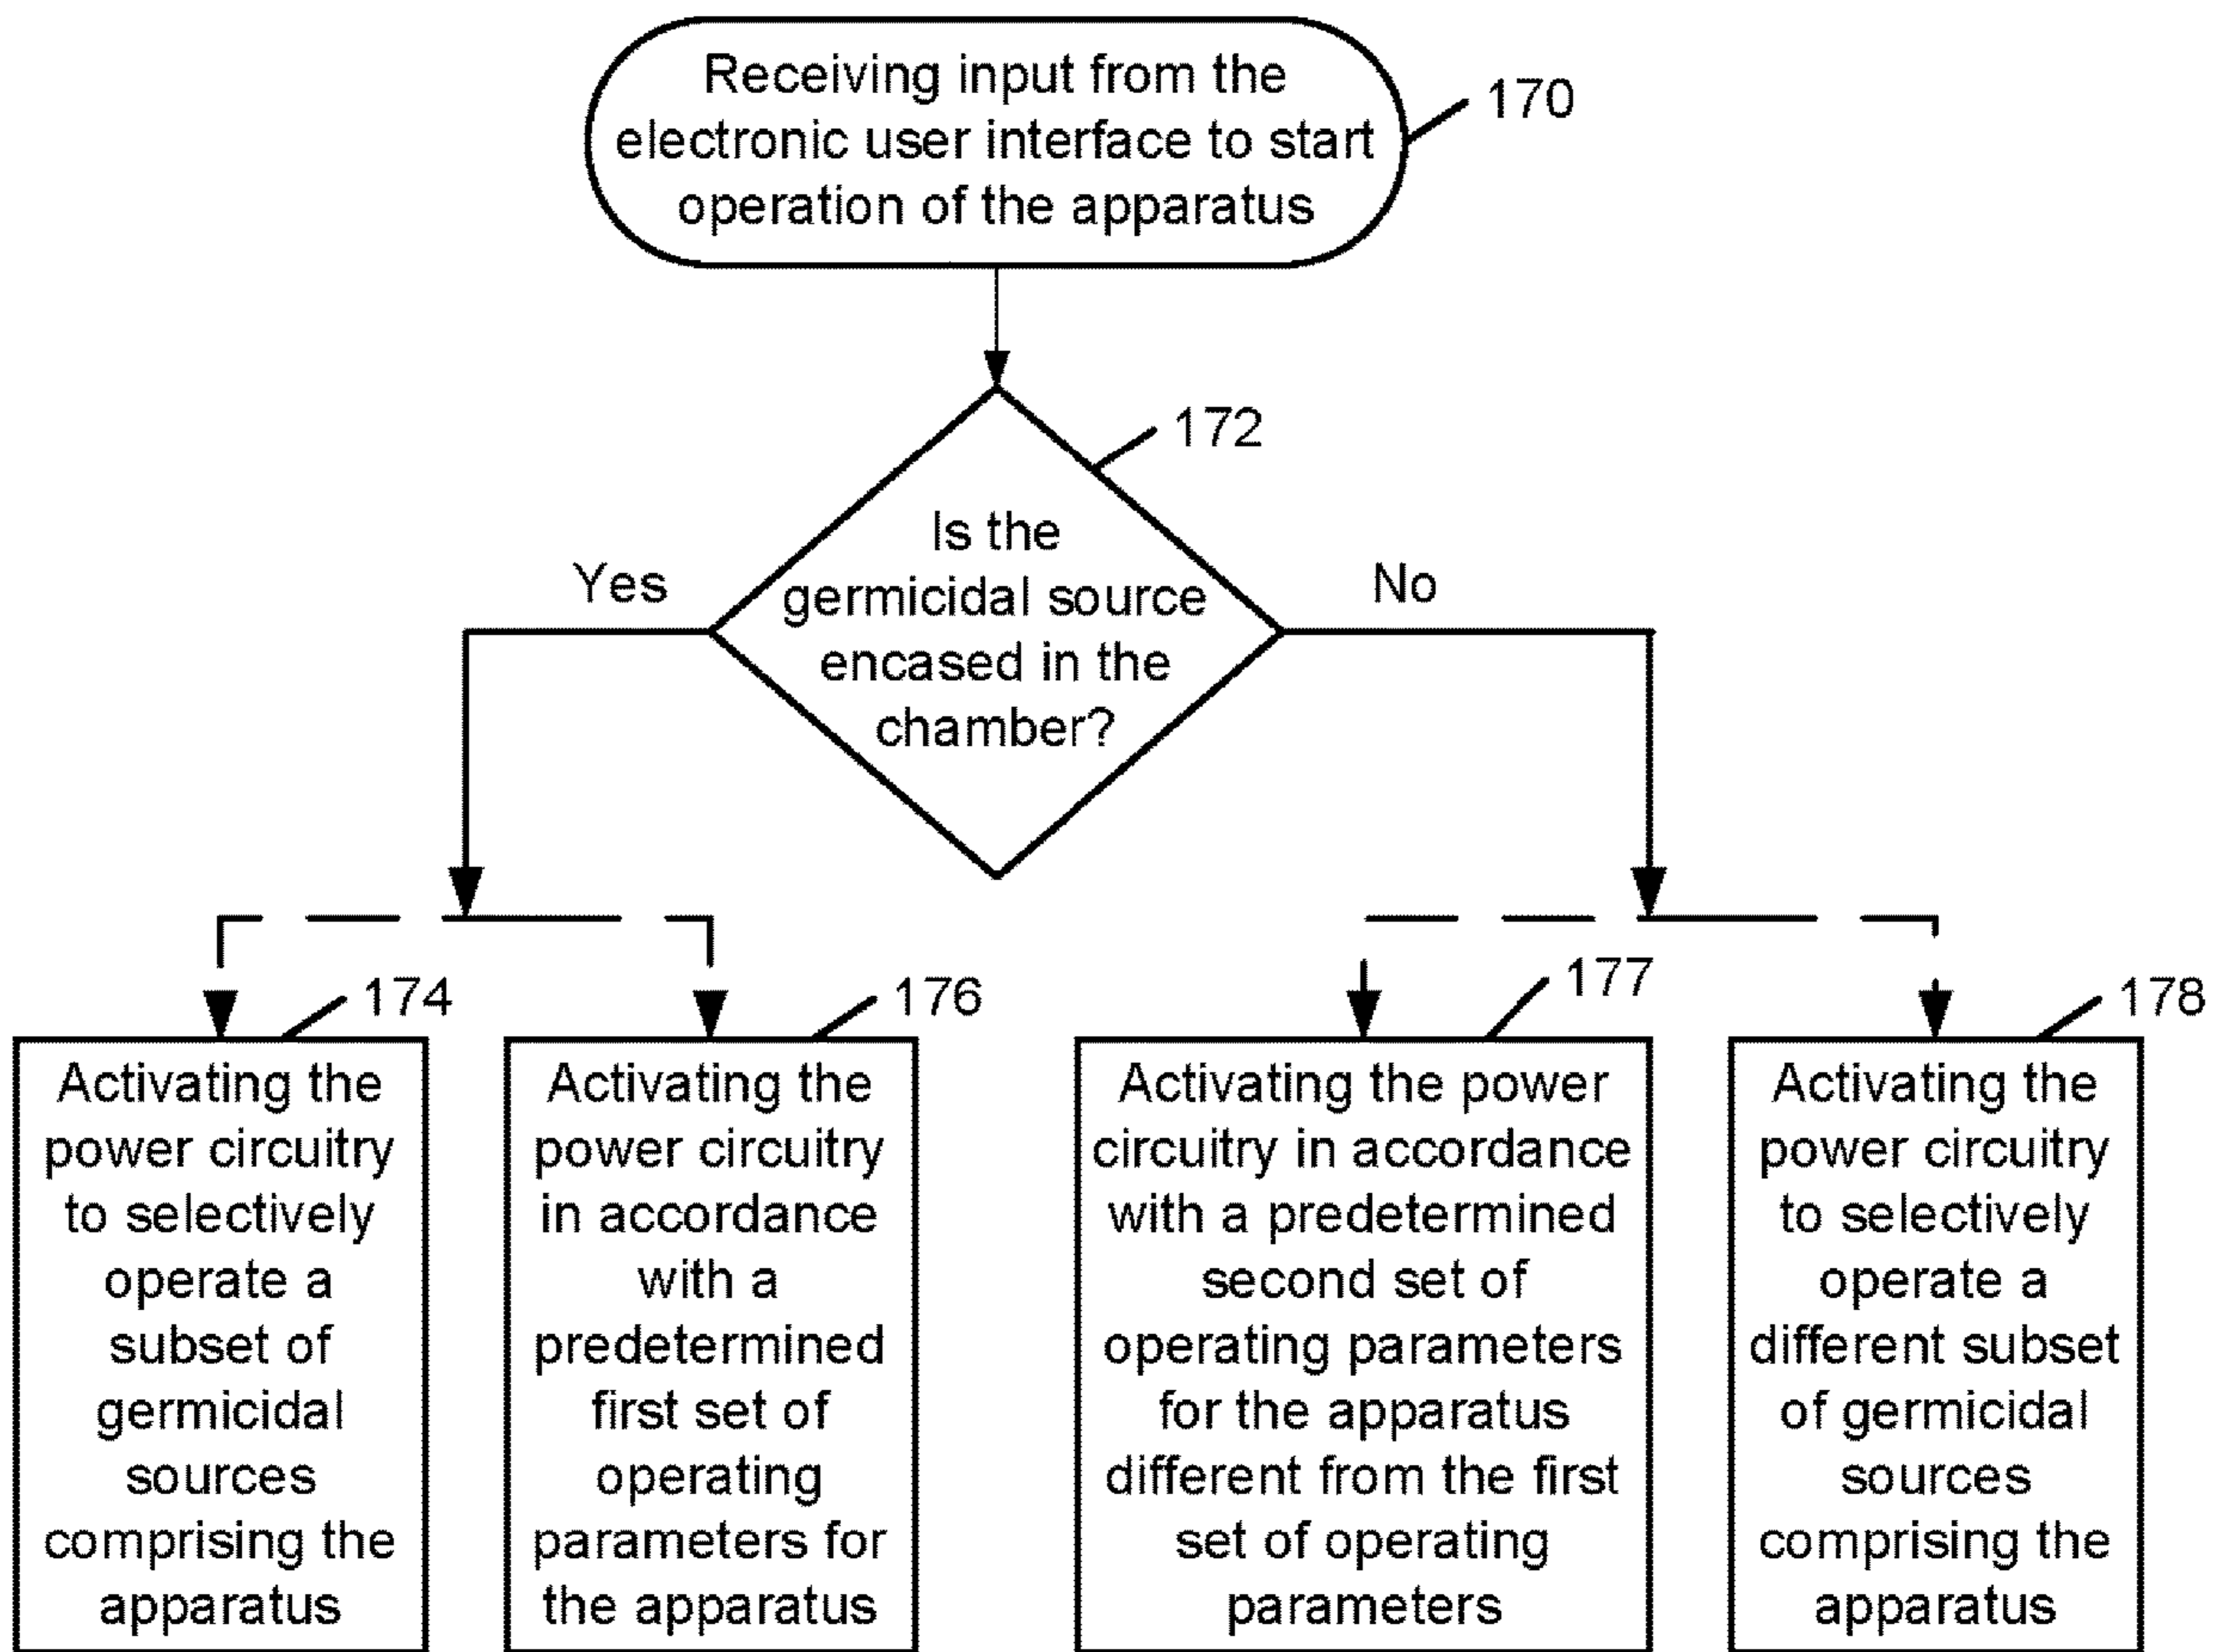 Receiving input from the
electronic user interface to start
operation of the apparatus
170
172
Is the
germicidal source
encased in the
chamber?
Yes
No
174
176
177
178
Activating the
power circuitry
to selectively
operate a
subset of
germicidal
sources
comprising the
apparatus
Activating the
power circuitry
in accordance
with a
predetermined
first set of
operating
parameters for
the apparatus
Activating the power
circuitry in accordance
with a predetermined
second set of
operating parameters
for the apparatus
different from the first
set of operating
parameters
Activating the
power circuitry
to selectively
operate a
different subset
of germicidal
sources
comprising the
apparatus